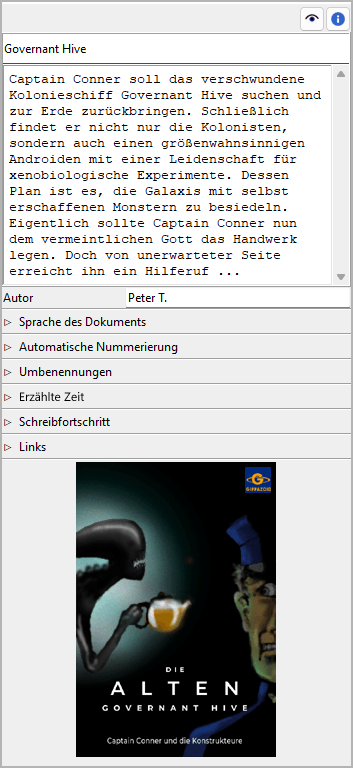 Governant Hive
Captain Conner soll das verschwundene
Kolonieschiff Governant Hive suchen und
zur Erde zurückbringen. Schließlich
findet er nicht nur die Kolonisten,
sondern auch einen größenwahnsinnigen
Androiden mit einer Leidenschaft für
xenobiologische Experimente. Dessen
Plan ist es, die Galaxis mit selbst
erschaffenen Monstern zu besiedeln.
Eigentlich sollte Captain Conner nun
dem vermeintlichen Gott das Handwerk
legen. Doch von unerwarteter Seite
erreicht ihn ein Hilferuf ...
Autor Peter T.
Sprache des Dokuments
Automatische Nummerierung
Umbenennungen
Erzählte Zeit
Schreibfortschritt
Links
DIE
ALTEN
GOVERNANT HIVE
Captain Conner und die Konstrukteure